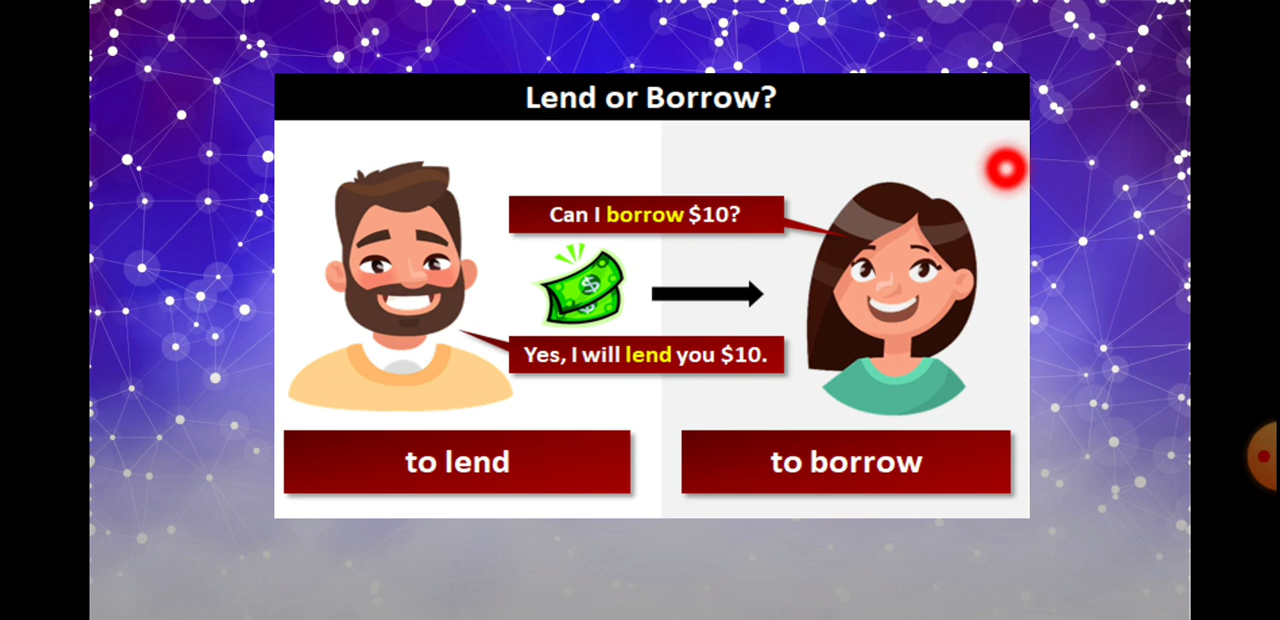 Lend or Borrow?
Can I borrow $10?
Yes, I will lend you $10.
to lend
to borrow